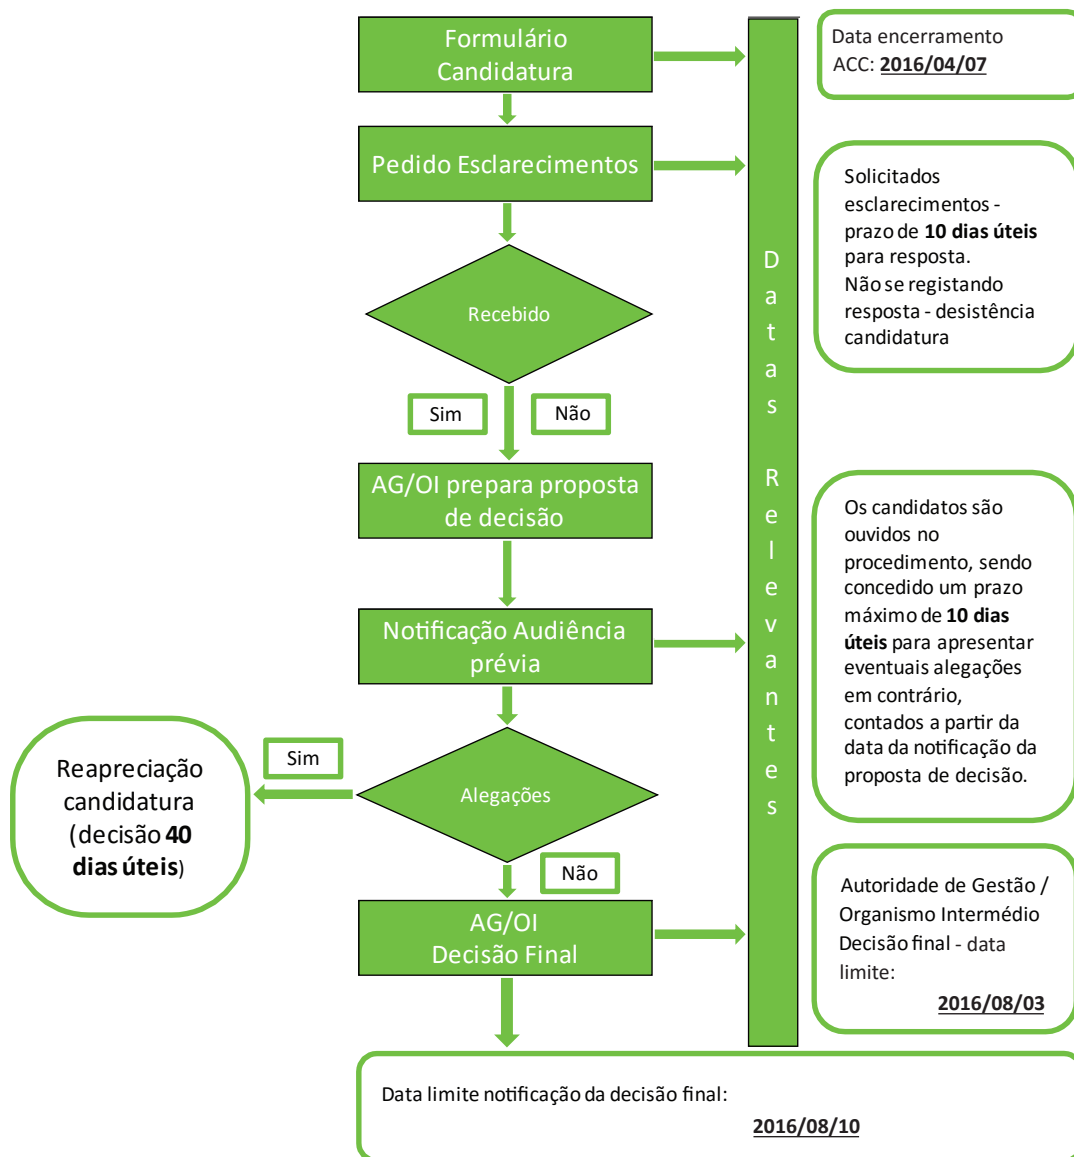 Formulário
Candidatura
Data encerramento
ACC: 2016/04/07
Pedido Esclarecimentos
Solicitados
esclarecimentos -
prazo de 10 dias úteis
para resposta.
Não se registando
resposta - desistência
candidatura
Recebido
Sim
Não
Datas Relevantes
AG/OI prepara proposta
de decisão
Os candidatos são
ouvidos no
procedimento, sendo
concedido um prazo
máximo de 10 dias
úteis para apresentar
eventuais alegações
em contrário,
contados a partir da
data da notificação da
proposta de decisão.
Notificação Audiência
prévia
Sim
Alegações
Reapreciação
candidatura
(decisão 40
dias úteis)
Não
AG/OI
Decisão Final
Autoridade de Gestão /
Organismo Intermédio
Decisão final - data
limite:
2016/08/03
Data limite notificação da decisão final:
2016/08/10